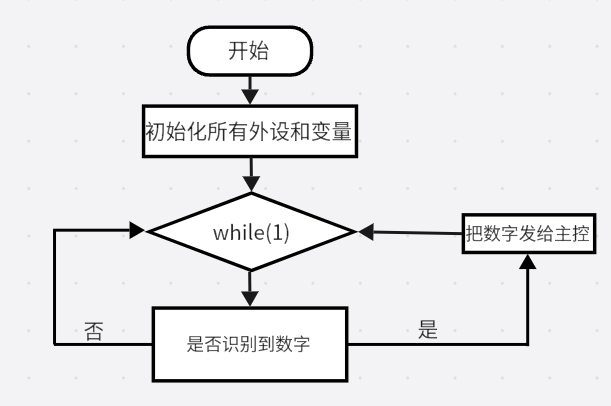 开始
初始化所有外设和变量
while(1)
把数字发给主控
否
是
是否识别到数字